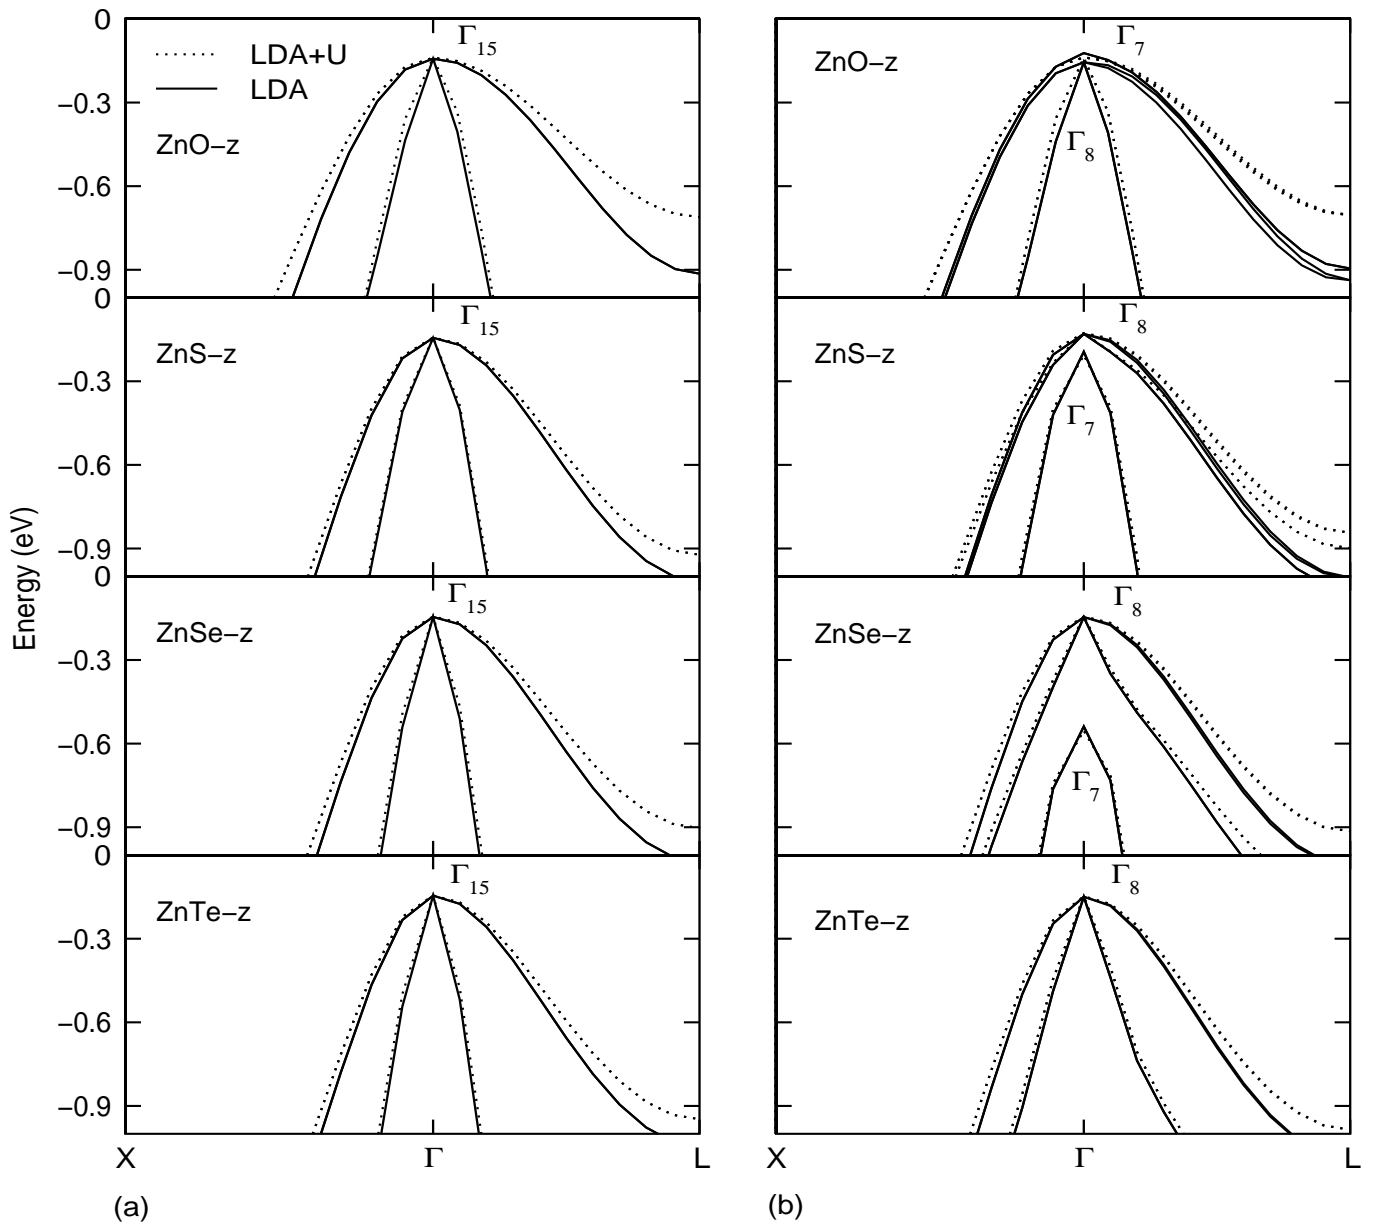 0
Γ15
LDA+U
LDA
−0.3
ZnO−z
−0.6
−0.9
0
Γ15
ZnS−z
−0.3
−0.6
−0.9
0
Γ15
ZnSe−z
−0.3
−0.6
−0.9
0
Γ15
ZnTe−z
−0.3
−0.6
−0.9
X Γ L
Energy (eV)
(a)
Γ7
ZnO−z
Γ8
Γ8
ZnS−z
Γ7
Γ8
ZnSe−z
Γ7
Γ8
ZnTe−z
X Γ L
(b)